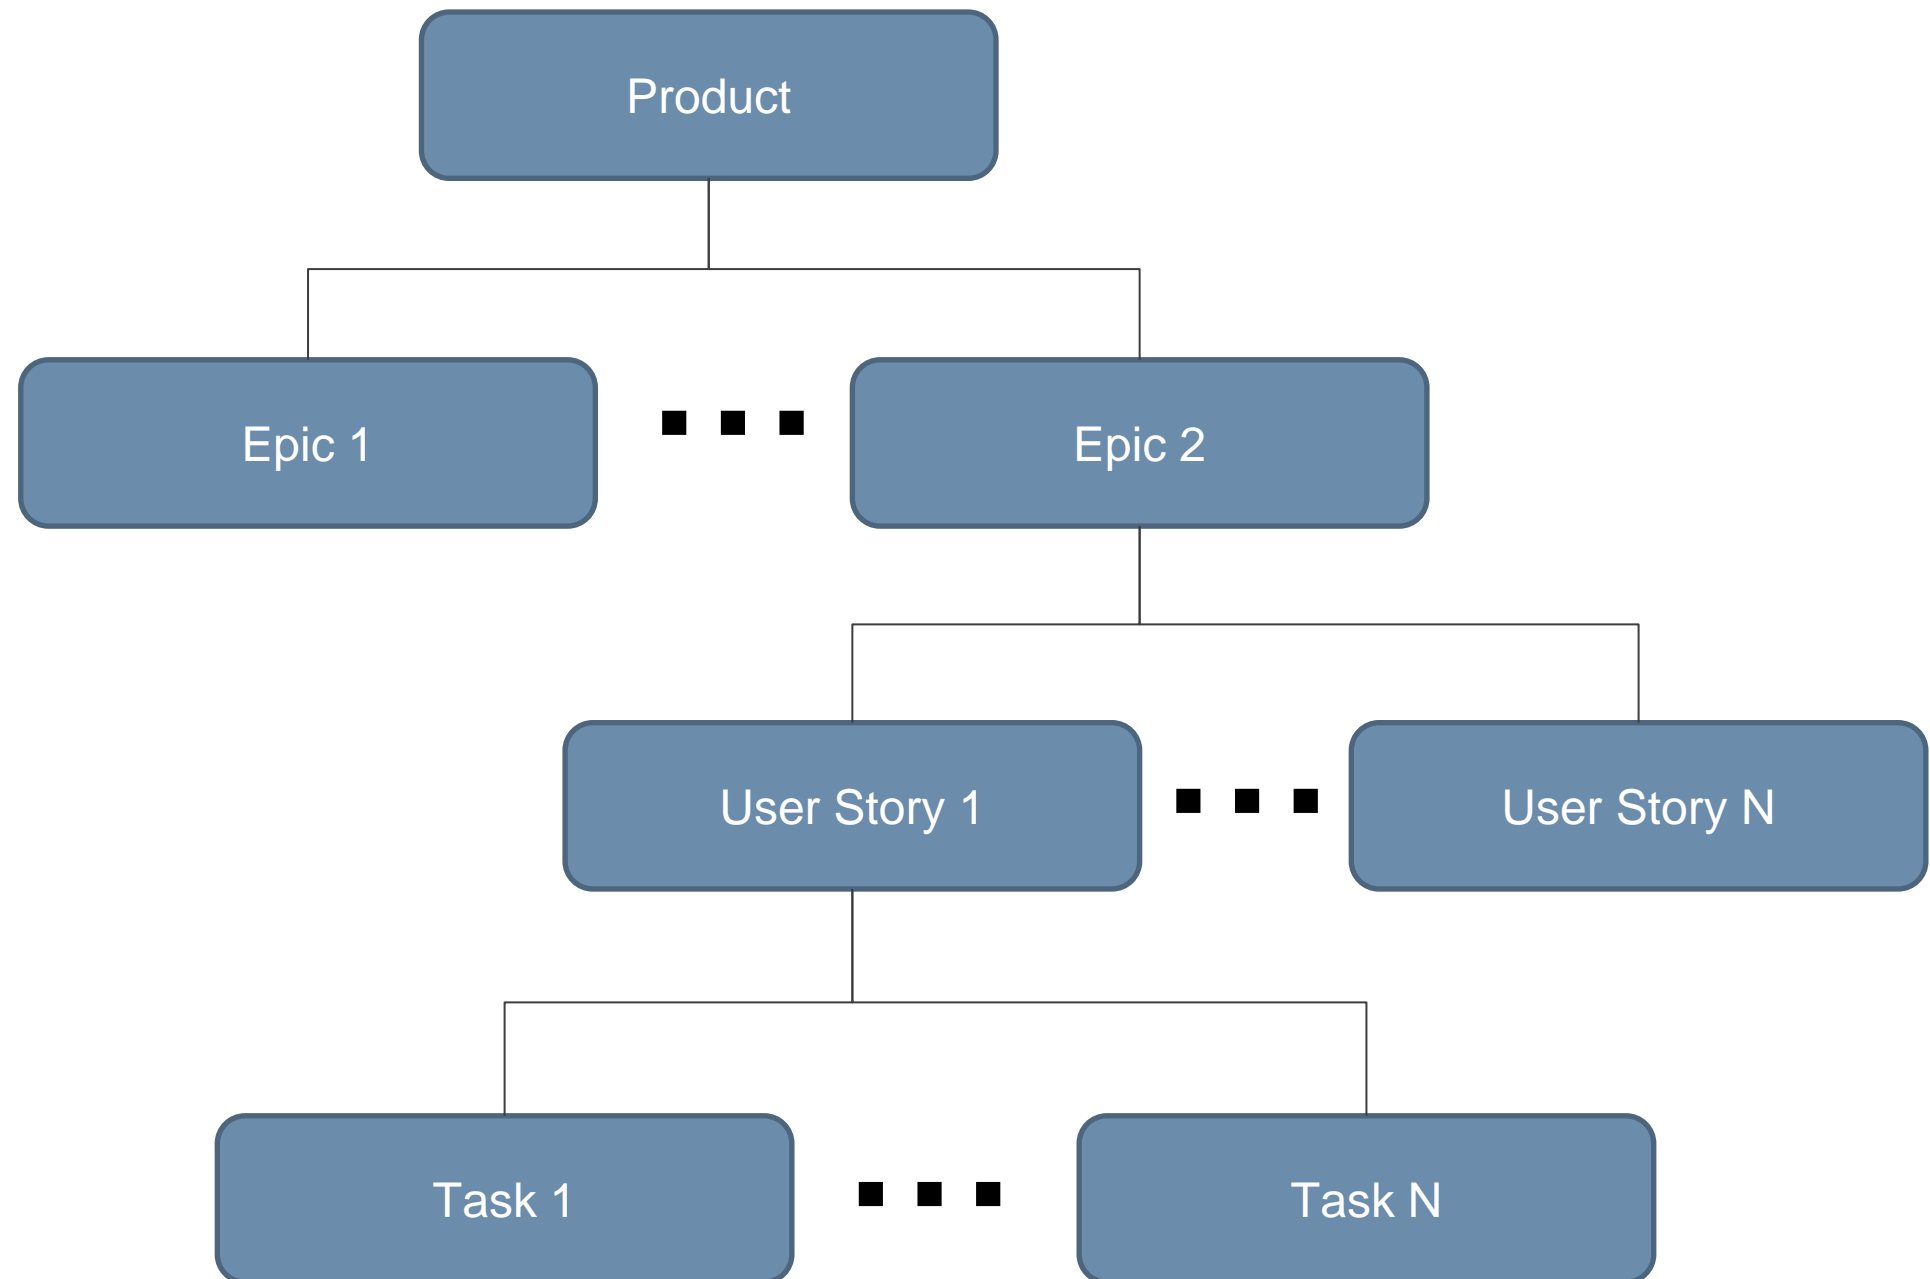 Product
Epic 1
Epic 2
User Story 1
User Story N
Task 1
Task N